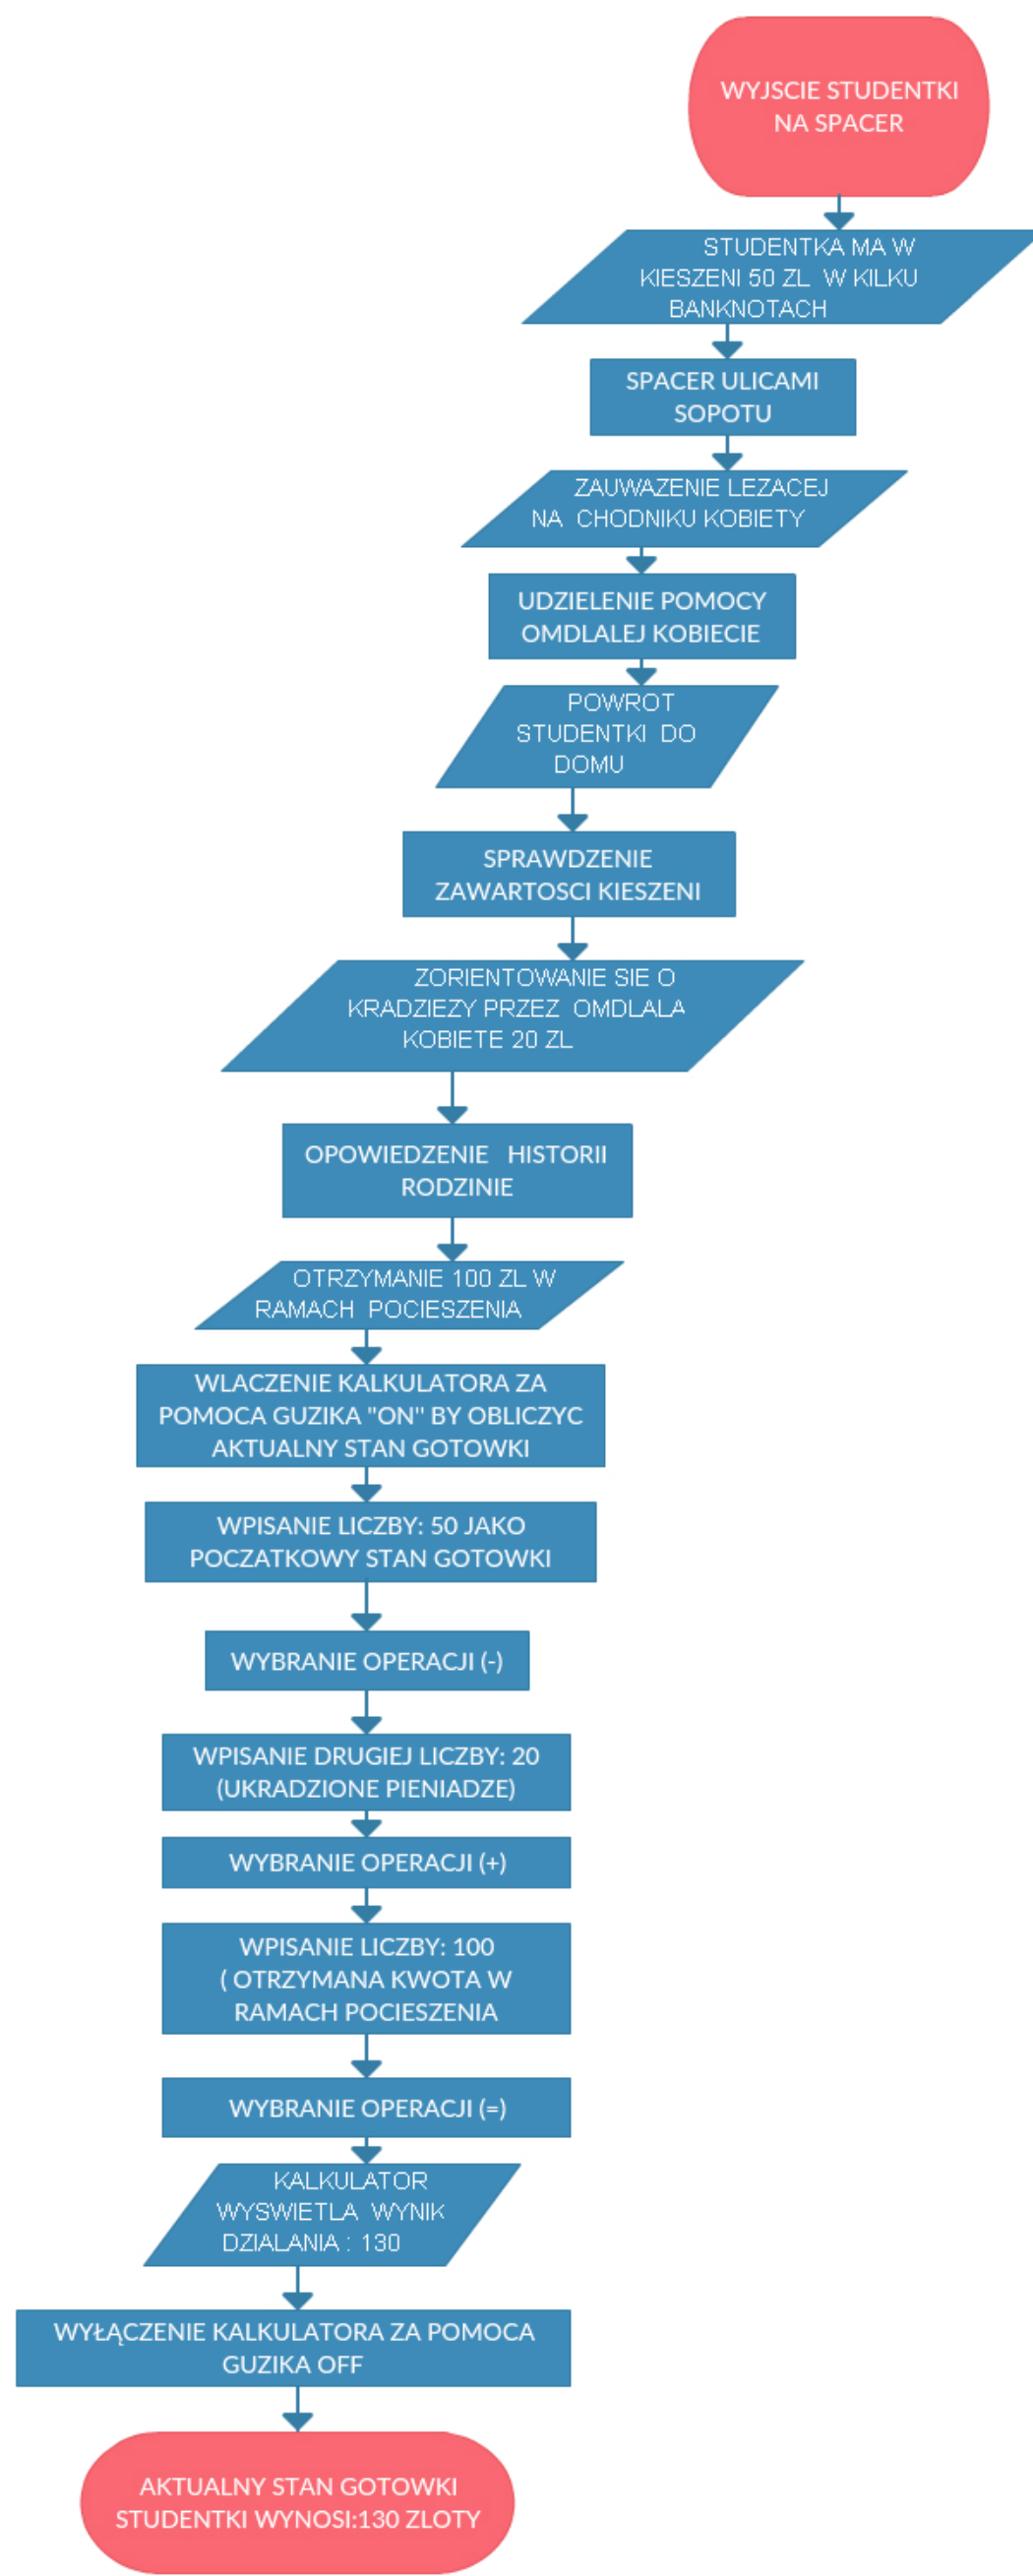 WYJSCIE STUDENTKI
NA SPACER
STUDENTKA MA W
KIESZENI 50 ZL W KILKU
BANKNOTACH
SPACER ULICAMI
SOPOTU
ZAUWAZENIE LEZACEJ
NA CHODNIKU KOBIETY
UDZIELENIE POMOCY
OMDLALEJ KOBIECIE
POWROT
STUDENTKI DO
DOMU
SPRAWDZENIE
ZAWARTOSCI KIESZENI
ZORIENTOWANIE SIE O
KRADZIEZY PRZEZ OMDLALA
KOBIETE 20 ZL
OPOWIEDZENIE HISTORII
RODZINIE
OTRZYMANIE 100 ZL W
RAMACH POCIESZENIA
WLACZENIE KALKULATORA ZA
POMOCA GUZIKA "ON" BY OBLICZYC
AKTUALNY STAN GOTOWKI
WPISANIE LICZBY: 50 JAKO
POCZATKOWY STAN GOTOWKI
WYBRANIE OPERACJI (-)
WPISANIE DRUGIEJ LICZBY: 20
(UKRADZIONE PIENIADZE)
WYBRANIE OPERACJI (+)
WPISANIE LICZBY: 100
( OTRZYMANA KWOTA W
RAMACH POCIESZENIA
WYBRANIE OPERACJI (=)
KALKULATOR
WYSWIETLA WYNIK
DZIALANIA : 130
WYŁĄCZENIE KALKULATORA ZA POMOCA
GUZIKA OFF
AKTUALNY STAN GOTOWKI
STUDENTKI WYNOSI:130 ZLOTY